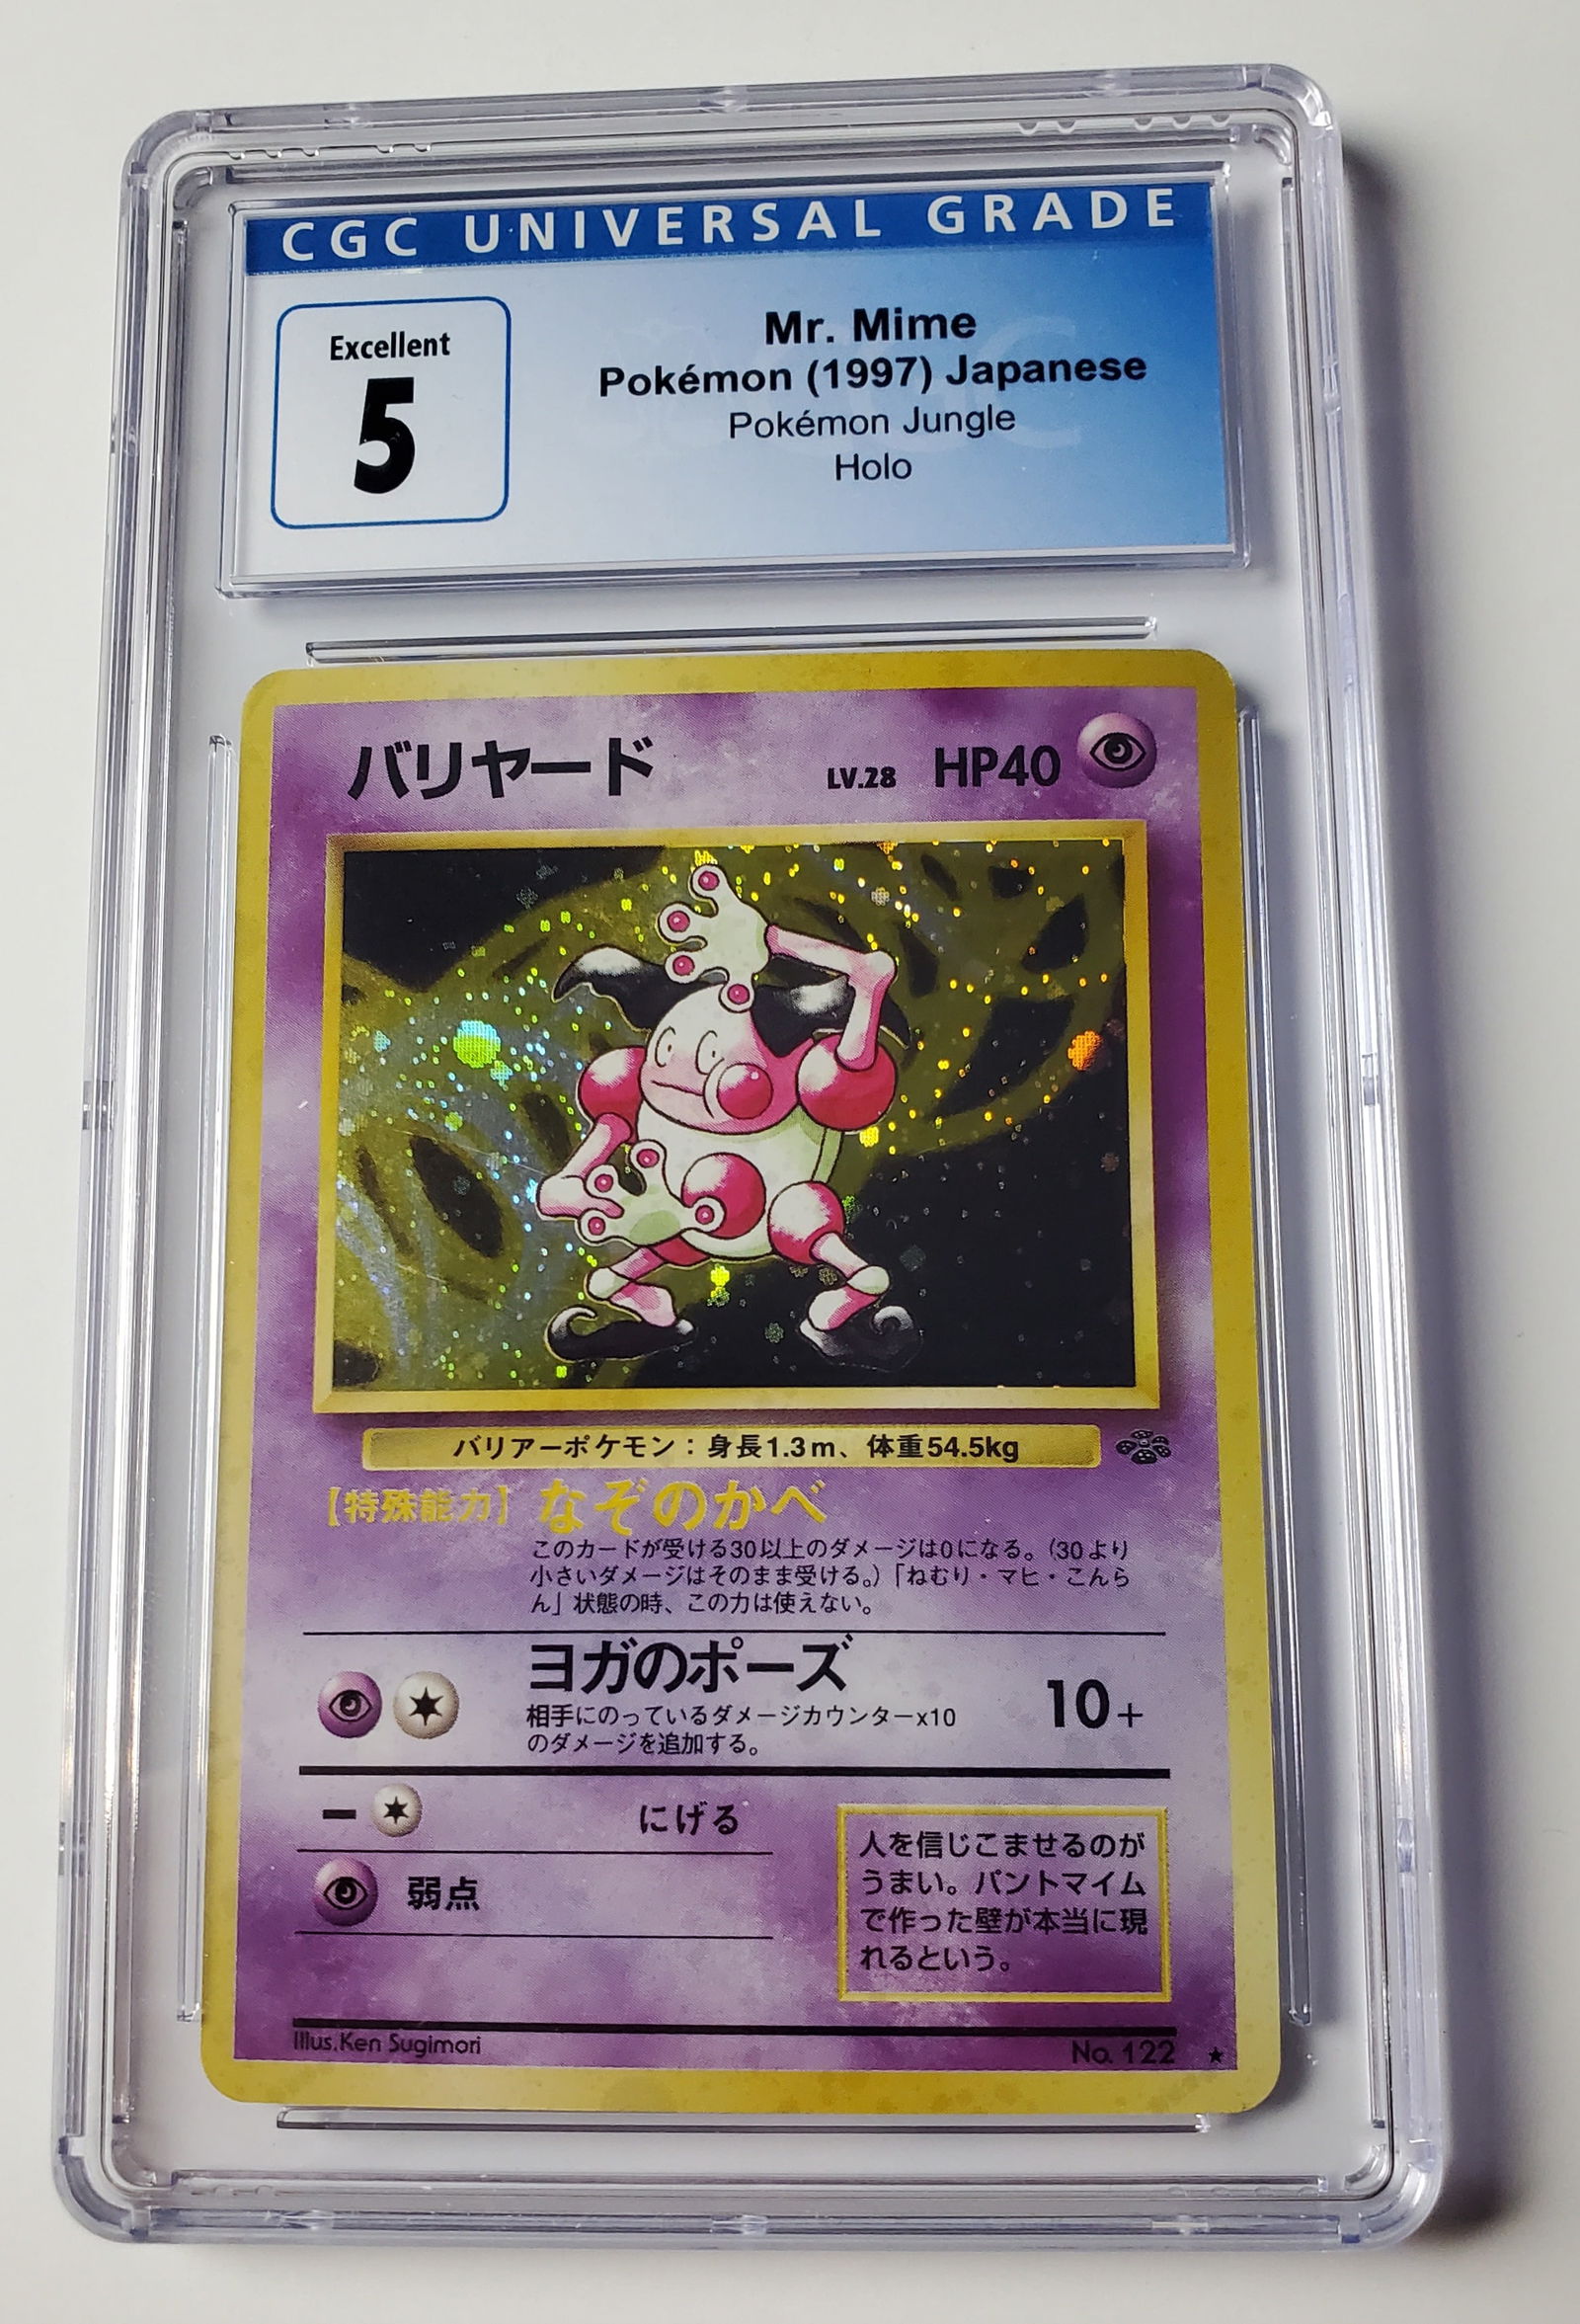 CGC UNIVERSAL GRADE
Excellent
5
Mr. Mime
Pokémon (1997) Japanese
Pokémon Jungle
Holo
バリヤード LV.28 HP40
バリアーポケモン：身長1.3m、体重54.5kg
【特殊能力】なぞのかべ
このカードが受ける30以上のダメージは0になる。（30より
小さいダメージはそのまま受ける。）「ねむり・マヒ・こんら
ん」状態の時、この力は使えない。
ヨガのポーズ 10+
相手にのっているダメージカウンターx10
のダメージを追加する。
ー にげる
弱点
人を信じこませるのが
うまい。パントマイム
で作った壁が本当に現
れるという。
Illus.Ken Sugimori No. 122 ★